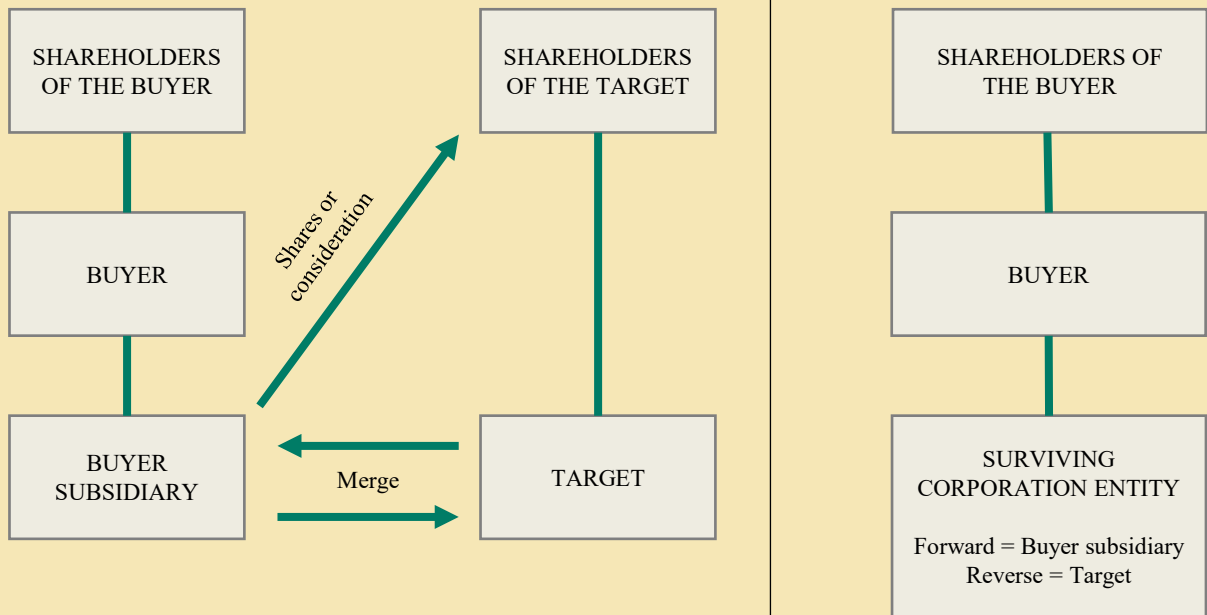 SHAREHOLDERS
OF THE BUYER
SHAREHOLDERS
OF THE TARGET
SHAREHOLDERS OF
THE BUYER
Shares or
consideration
BUYER
BUYER
BUYER
SUBSIDIARY
Merge
TARGET
SURVIVING
CORPORATION ENTITY
Forward = Buyer subsidiary
Reverse = Target